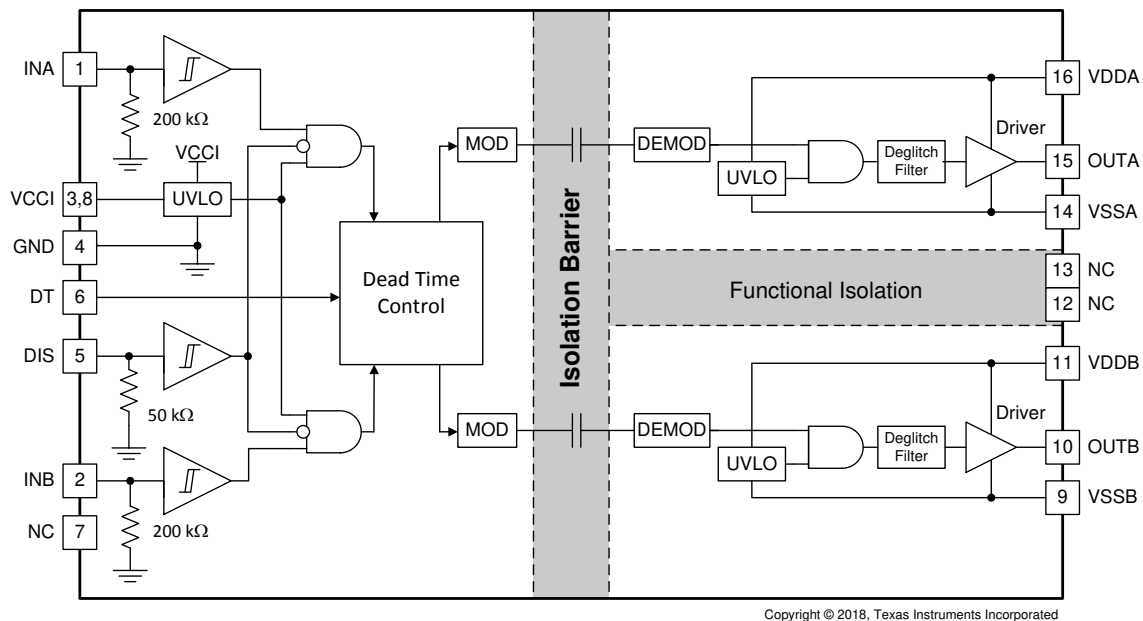 INA
1
200 kΩ
VCCI
VCCI
3,8
UVLO
GND
4
DT
6
DIS
5
50 kΩ
INB
2
200 kΩ
NC
7
Dead Time
Control
MOD
MOD
Isolation Barrier
DEMOD
UVLO
Deglitch
Filter
Driver
16
VDDA
15
OUTA
14
VSSA
Functional Isolation
13
NC
12
NC
DEMOD
UVLO
Deglitch
Filter
Driver
11
VDDB
10
OUTB
9
VSSB
Copyright © 2018, Texas Instruments Incorporated